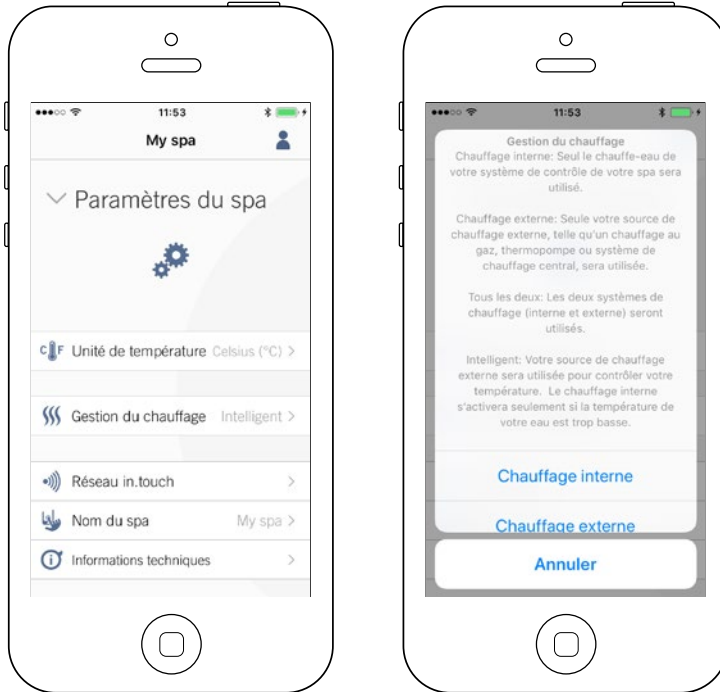 11:53
My spa
Paramètres du spa
C F Unité de température Celsius (°C) >
Gestion du chauffage Intelligent >
Réseau in.touch >
Nom du spa My spa >
Informations techniques >
11:53
Gestion du chauffage
Chauffage interne: Seul le chauffe-eau de
votre système de contrôle de votre spa sera
utilisé.
Chauffage externe: Seule votre source de
chauffage externe, telle qu'un chauffage au
gaz, thermopompe ou système de
chauffage central, sera utilisée.
Tous les deux: Les deux systèmes de
chauffage (interne et externe) seront
utilisés.
Intelligent: Votre source de chauffage
externe sera utilisée pour contrôler votre
température. Le chauffage interne
s'activera seulement si la température de
votre eau est trop basse.
Chauffage interne
Chauffage externe
Annuler